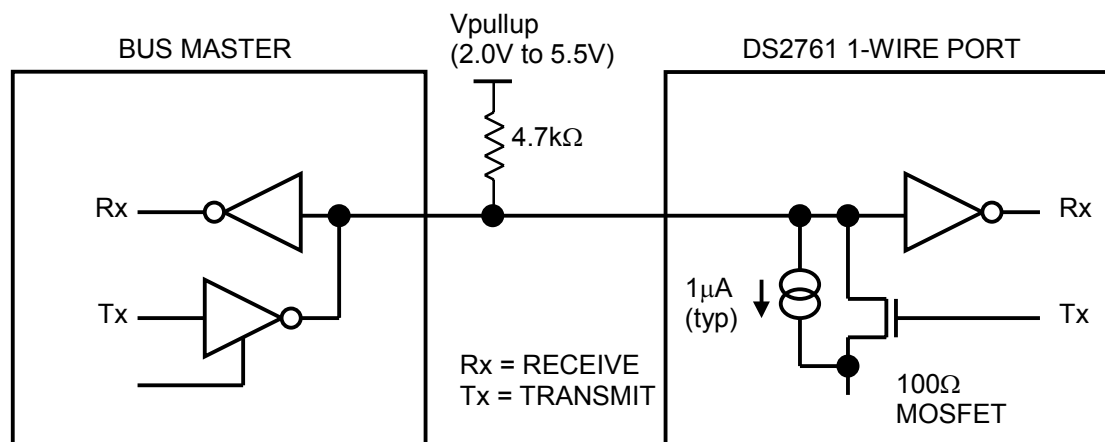 Vpullup
(2.0V to 5.5V)
BUS MASTER
DS2761 1-WIRE PORT
4.7kΩ
Rx
Rx
1μA
(typ)
Tx
Tx
Rx = RECEIVE
Tx = TRANSMIT
100Ω
MOSFET